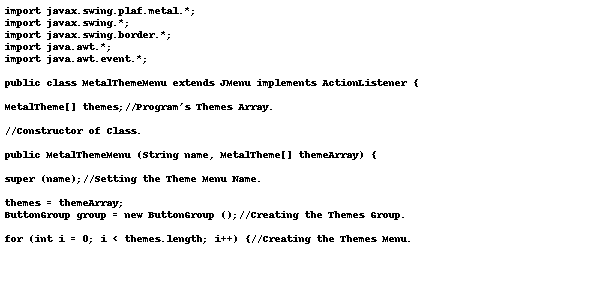 import javax.swing.plaf.metal.*;
import javax.swing.*;
import javax.swing.border.*;
import java.awt.*;
import java.awt.event.*;
public class MetalThemeMenu extends JMenu implements ActionListener {
MetalTheme[] themes;//Program's Themes Array.
//Constructor of Class.
public MetalThemeMenu (String name, MetalTheme[] themeArray) {
super (name);//Setting the Theme Menu Name.
themes = themeArray;
ButtonGroup group = new ButtonGroup ();//Creating the Themes Group.
for (int i = 0; i < themes.length; i++) {//Creating the Themes Menu.